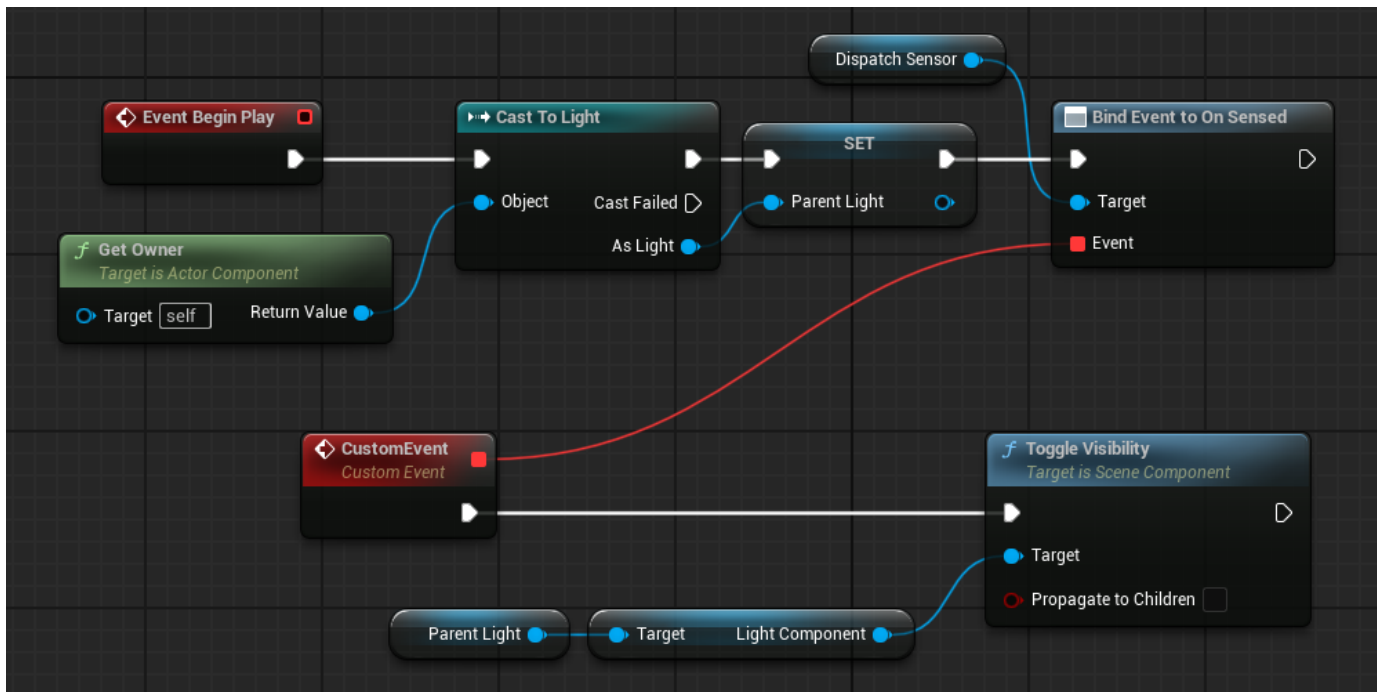 Dispatch Sensor
Event Begin Play
Cast To Light
SET
Bind Event to On Sensed
Object
Cast Failed
Parent Light
Target
As Light
Event
f Get Owner
Target is Actor Component
Target self
Return Value
CustomEvent
Custom Event
f Toggle Visibility
Target is Scene Component
Target
Propagate to Children
Parent Light
Target
Light Component